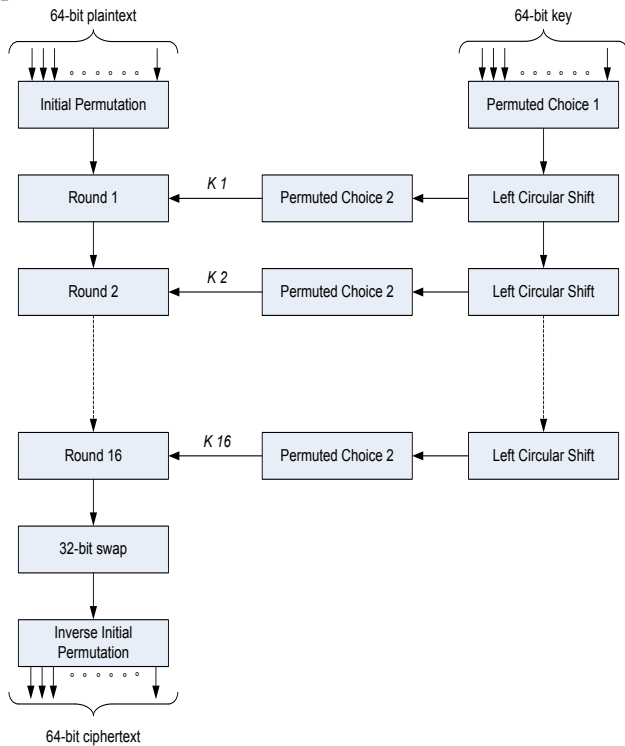 64-bit plaintext
64-bit key
Initial Permutation
Permuted Choice 1
Round 1
K 1
Permuted Choice 2
Left Circular Shift
Round 2
K 2
Permuted Choice 2
Left Circular Shift
Round 16
K 16
Permuted Choice 2
Left Circular Shift
32-bit swap
Inverse Initial
Permutation
64-bit ciphertext